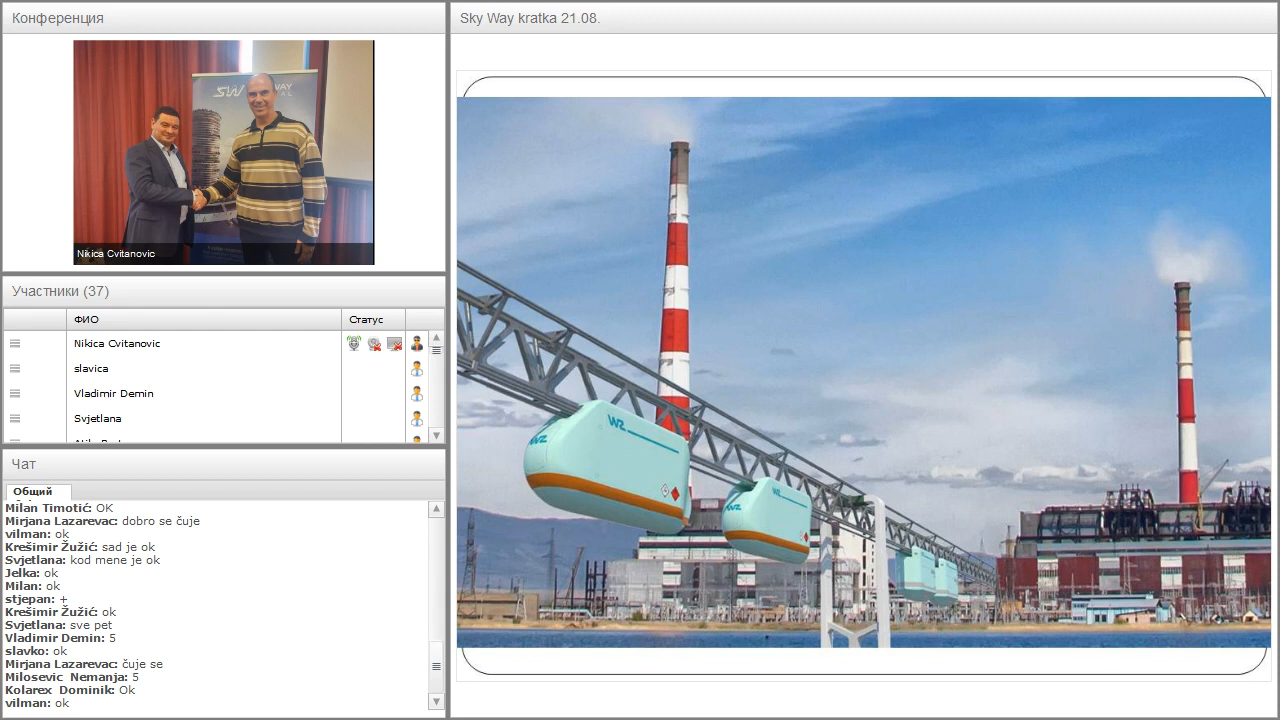 Конференция
SW
WAY
Nikica Cvitanovic
Участники (37)
ФИО
Статус
Nikica Cvitanovic
slavica
Vladimir Demin
Svjetlana
Чат
Общий
Milan Timotić: OK
Mirjana Lazarevac: dobro se čuje
vilman: ok
Krešimir Žužić: sad je ok
Svjetlana: kod mene je ok
Jelka: ok
Milan: ok
stjepan: +
Krešimir Žužić: ok
Svjetlana: sve pet
Vladimir Demin: 5
slavko: ok
Mirjana Lazarevac: čuje se
Milosevic Nemanja: 5
Kolarex Dominik: Ok
vilman: ok
Sky Way kratka 21.08.